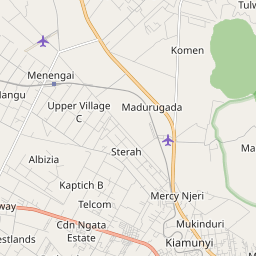 Tulw
Komen
Menengai
angu
Upper Village
C
Madurugada
Ma
Albizia
Sterah
Kaptich B
Mercy Njeri
Telcom
way
Cdn Ngata
Estate
Mukinduri
estlands
Kiamunyi